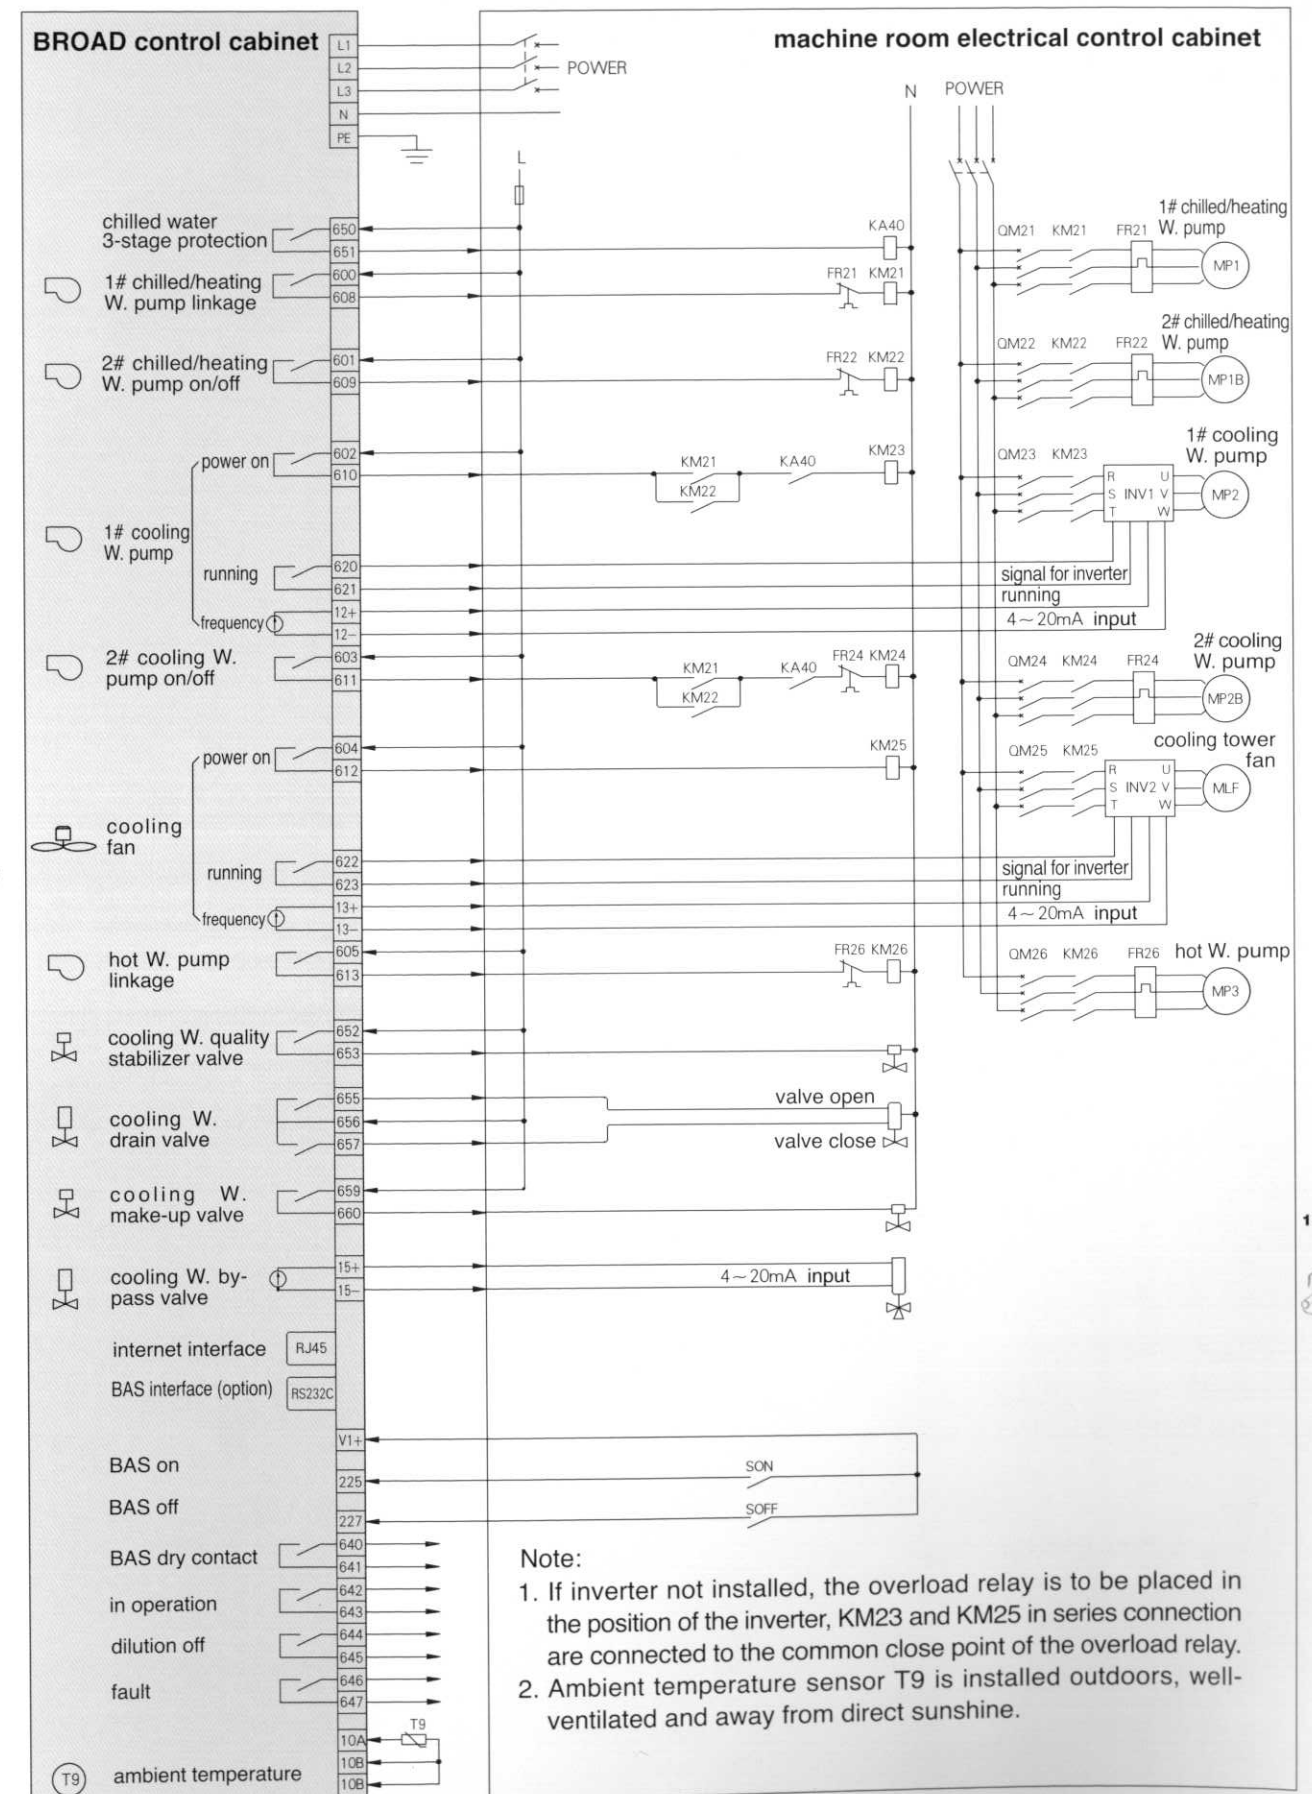 BROAD control cabinet
machine room electrical control cabinet
L1
L2
POWER
L3
N
PE
L
N
POWER
chilled water
3-stage protection
650
651
KA40
1# chilled/heating
W. pump linkage
600
608
FR21 KM21
2# chilled/heating
W. pump on/off
601
609
FR22 KM22
power on
602
610
KM21
KM22
KA40
KM23
1# cooling
W. pump
running
620
621
frequency
12+
12–
signal for inverter
running
4～20mA input
2# cooling W.
pump on/off
603
611
KM21
KM22
KA40
FR24 KM24
power on
604
612
KM25
cooling
fan
running
622
623
frequency
13+
13–
signal for inverter
running
4～20mA input
hot W. pump
linkage
605
613
FR26 KM26
cooling W. quality
stabilizer valve
652
653
cooling W.
drain valve
655
656
657
valve open
valve close
cooling W.
make-up valve
659
660
cooling W. by-
pass valve
15+
15–
4～20mA input
internet interface
RJ45
BAS interface (option)
RS232C
V1+
BAS on
225
SON
BAS off
227
SOFF
BAS dry contact
640
641
in operation
642
643
dilution off
644
645
fault
646
647
10A
10B
10B
T9
T9
ambient temperature
1# chilled/heating
W. pump
QM21 KM21 FR21
MP1
2# chilled/heating
W. pump
QM22 KM22 FR22
MP1B
1# cooling
W. pump
QM23 KM23
R U
S INV1 V
T W
MP2
2# cooling
W. pump
QM24 KM24 FR24
MP2B
cooling tower
fan
QM25 KM25
R U
S INV2 V
T W
MLF
hot W. pump
QM26 KM26 FR26
MP3
Note:
1. If inverter not installed, the overload relay is to be placed in
the position of the inverter, KM23 and KM25 in series connection
are connected to the common close point of the overload relay.
2. Ambient temperature sensor T9 is installed outdoors, well-
ventilated and away from direct sunshine.
1